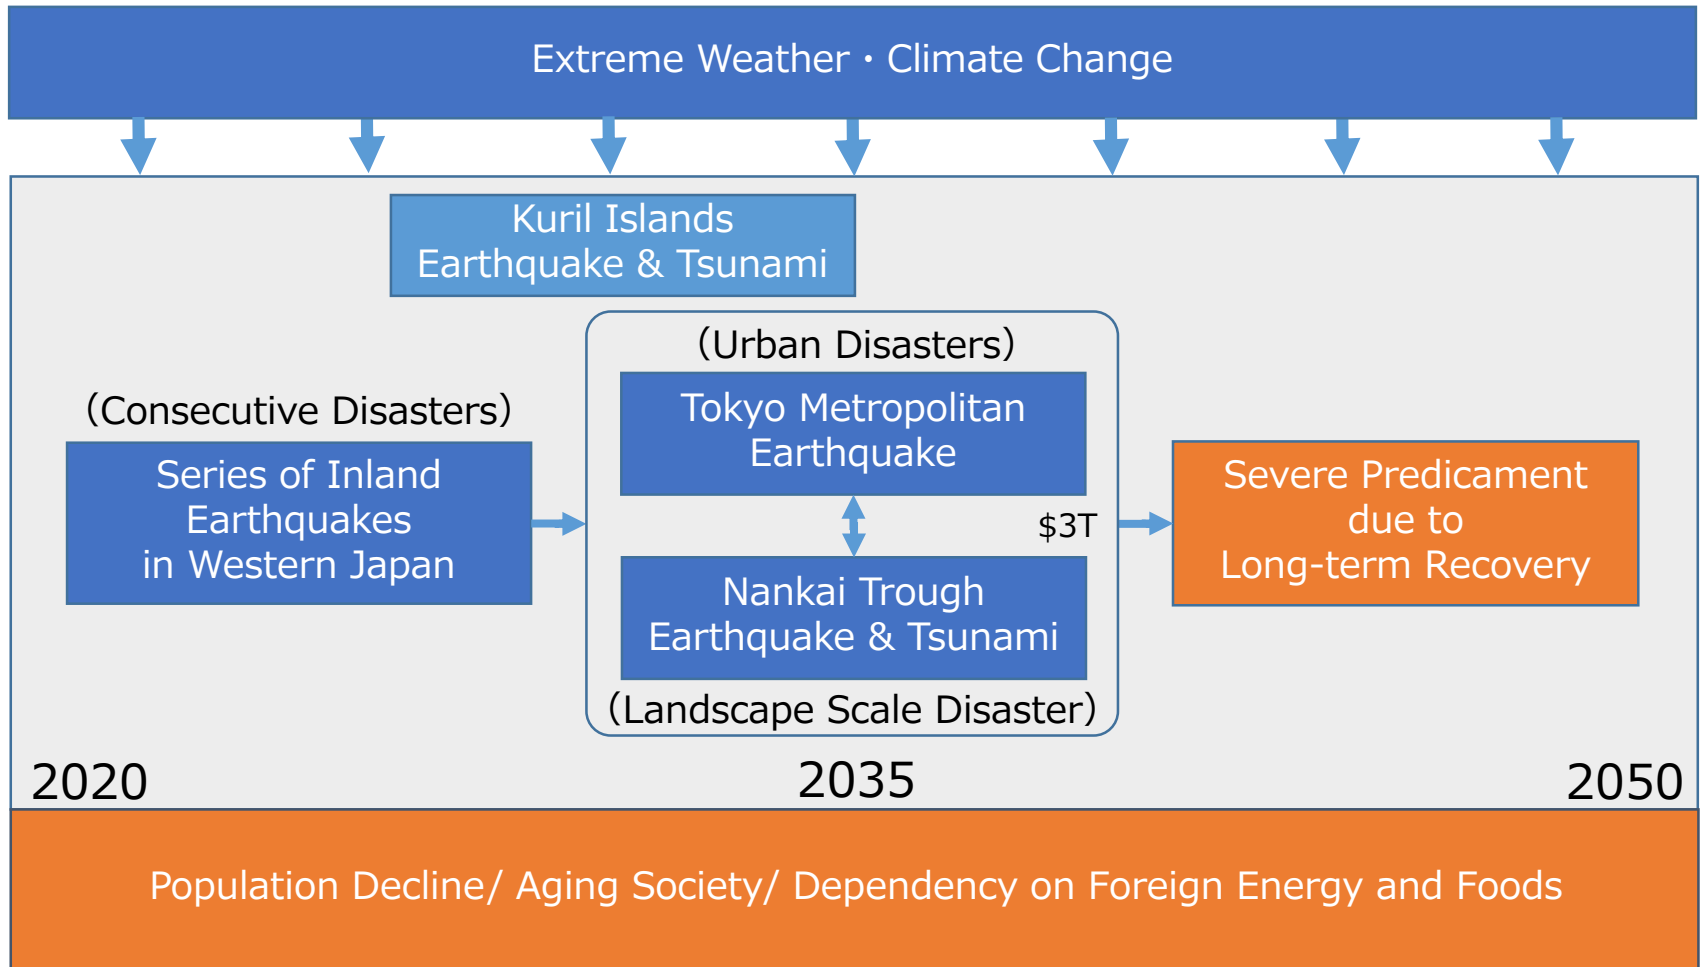 Extreme Weather・Climate Change
Kuril Islands
Earthquake & Tsunami
（Urban Disasters）
Tokyo Metropolitan
Earthquake
（Consecutive Disasters）
Series of Inland
Earthquakes
in Western Japan
$3T
Severe Predicament
due to
Long-term Recovery
Nankai Trough
Earthquake & Tsunami
（Landscape Scale Disaster）
2020
2035
2050
Population Decline/ Aging Society/ Dependency on Foreign Energy and Foods